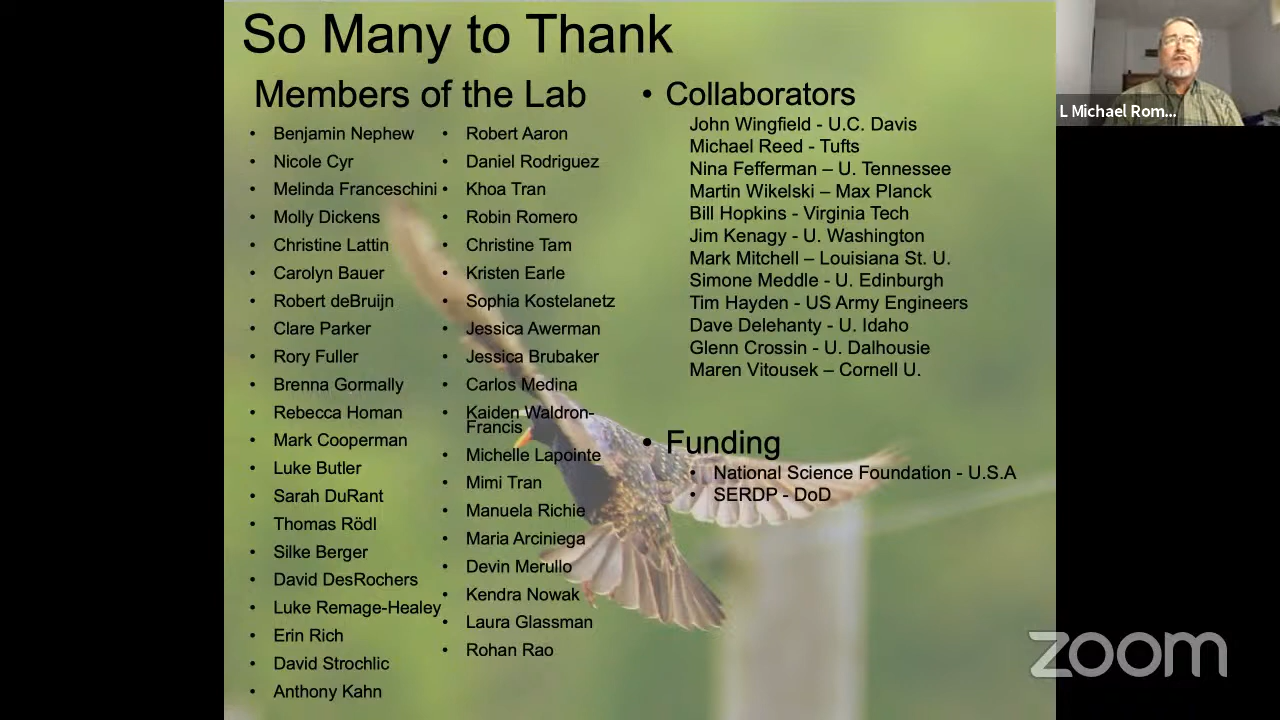 So Many to Thank
Members of the Lab
• Benjamin Nephew
• Nicole Cyr
• Melinda Franceschini
• Molly Dickens
• Christine Lattin
• Carolyn Bauer
• Robert deBruijn
• Clare Parker
• Rory Fuller
• Brenna Gormally
• Rebecca Homan
• Mark Cooperman
• Luke Butler
• Sarah DuRant
• Thomas Rödl
• Silke Berger
• David DesRochers
• Luke Remage-Healey
• Erin Rich
• David Strochlic
• Anthony Kahn
• Robert Aaron
• Daniel Rodriguez
• Khoa Tran
• Robin Romero
• Christine Tam
• Kristen Earle
• Sophia Kostelanetz
• Jessica Awerman
• Jessica Brubaker
• Carlos Medina
• Kaiden Waldron-
Francis
• Michelle Lapointe
• Mimi Tran
• Manuela Richie
• Maria Arciniega
• Devin Merullo
• Kendra Nowak
• Laura Glassman
• Rohan Rao
• Collaborators
John Wingfield - U.C. Davis
Michael Reed - Tufts
Nina Fefferman – U. Tennessee
Martin Wikelski – Max Planck
Bill Hopkins - Virginia Tech
Jim Kenagy - U. Washington
Mark Mitchell – Louisiana St. U.
Simone Meddle - U. Edinburgh
Tim Hayden - US Army Engineers
Dave Delehanty - U. Idaho
Glenn Crossin - U. Dalhousie
Maren Vitousek – Cornell U.
• Funding
• National Science Foundation - U.S.A
• SERDP - DoD
L Michael Rom...
zoom